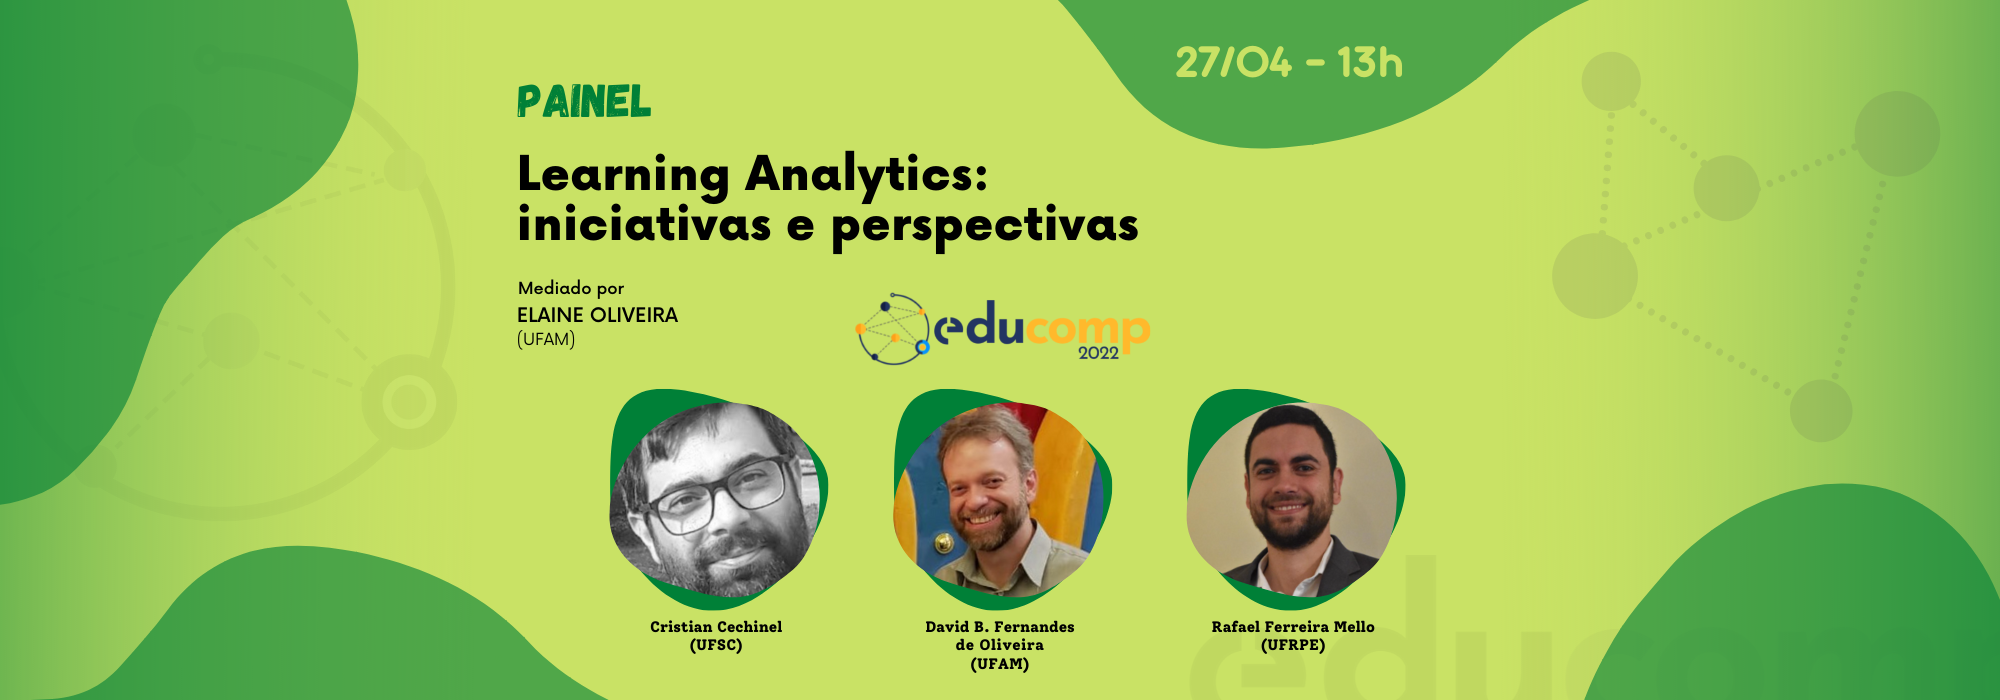 27/04 - 13h
PAINEL
Learning Analytics:
iniciativas e perspectivas
Mediado por
ELAINE OLIVEIRA
(UFAM)
educomp
2022
Cristian Cechinel
(UFSC)
David B. Fernandes
de Oliveira
(UFAM)
Rafael Ferreira Mello
(UFRPE)
educom